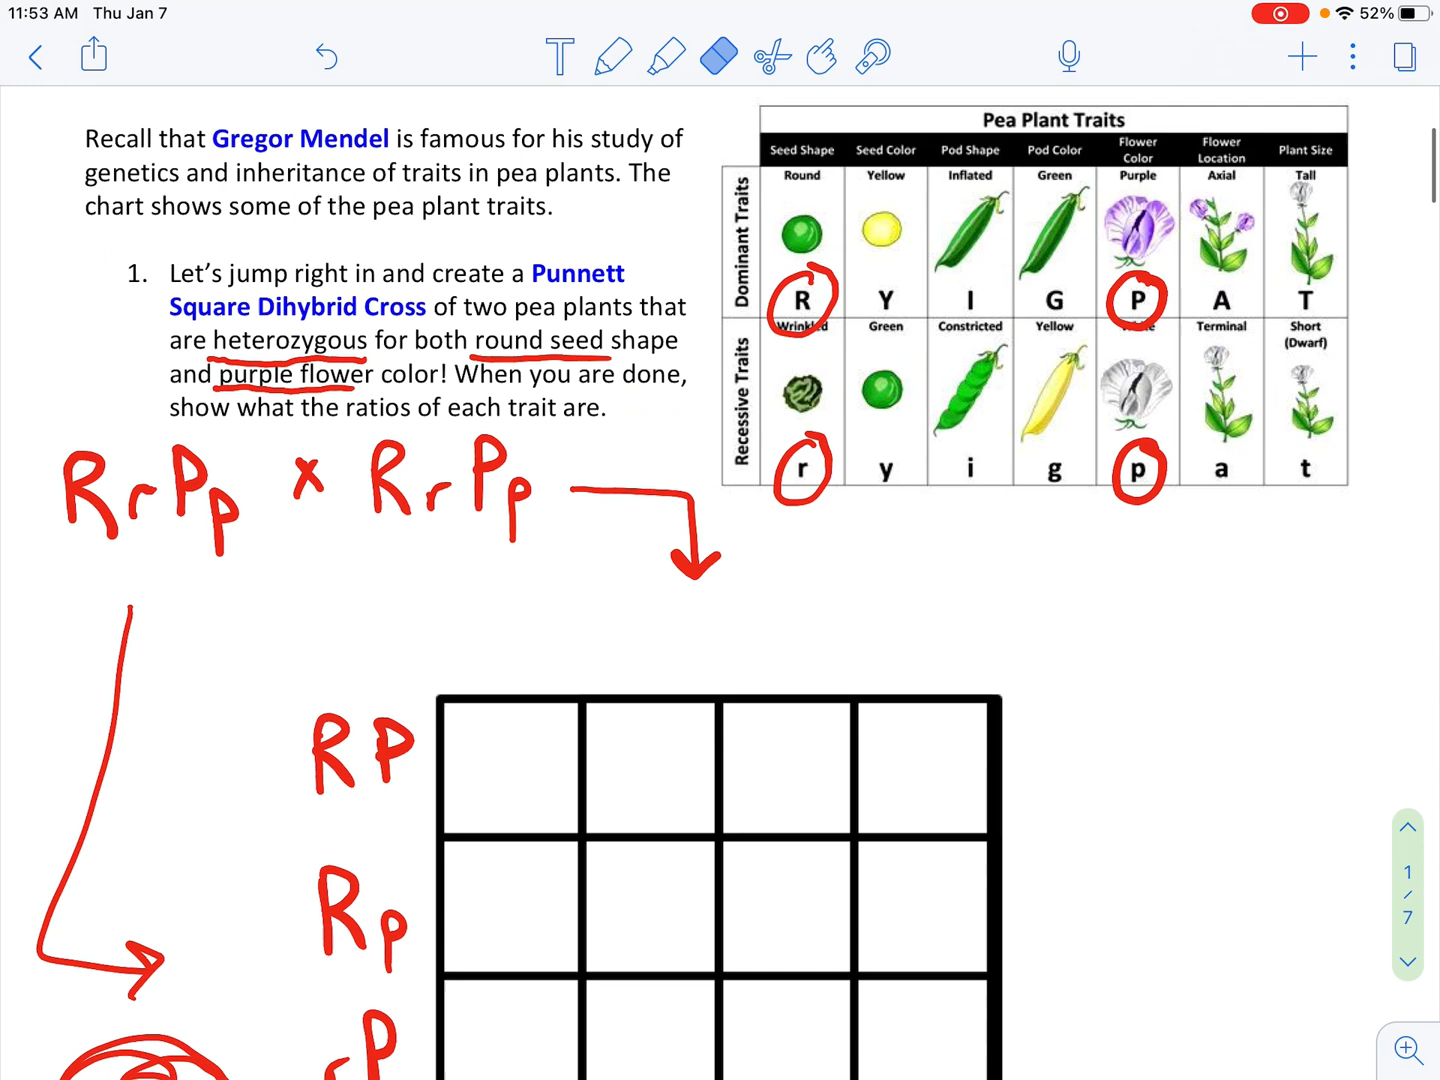 11:53 AM Thu Jan 7
52%
T
Recall that Gregor Mendel is famous for his study of
genetics and inheritance of traits in pea plants. The
chart shows some of the pea plant traits.
1. Let's jump right in and create a Punnett
Square Dihybrid Cross of two pea plants that
are heterozygous for both round seed shape
and purple flower color! When you are done,
show what the ratios of each trait are.
Pea Plant Traits
Seed Shape Seed Color Pod Shape Pod Color Flower Color Flower Location Plant Size
Dominant Traits
Round Yellow Inflated Green Purple Axial Tall
R Y I G P A T
Recessive Traits
Wrinkled Green Constricted Yellow White Terminal Short (Dwarf)
r y i g p a t
RrPp x RrPp
RP
Rp
rP
1 / 7